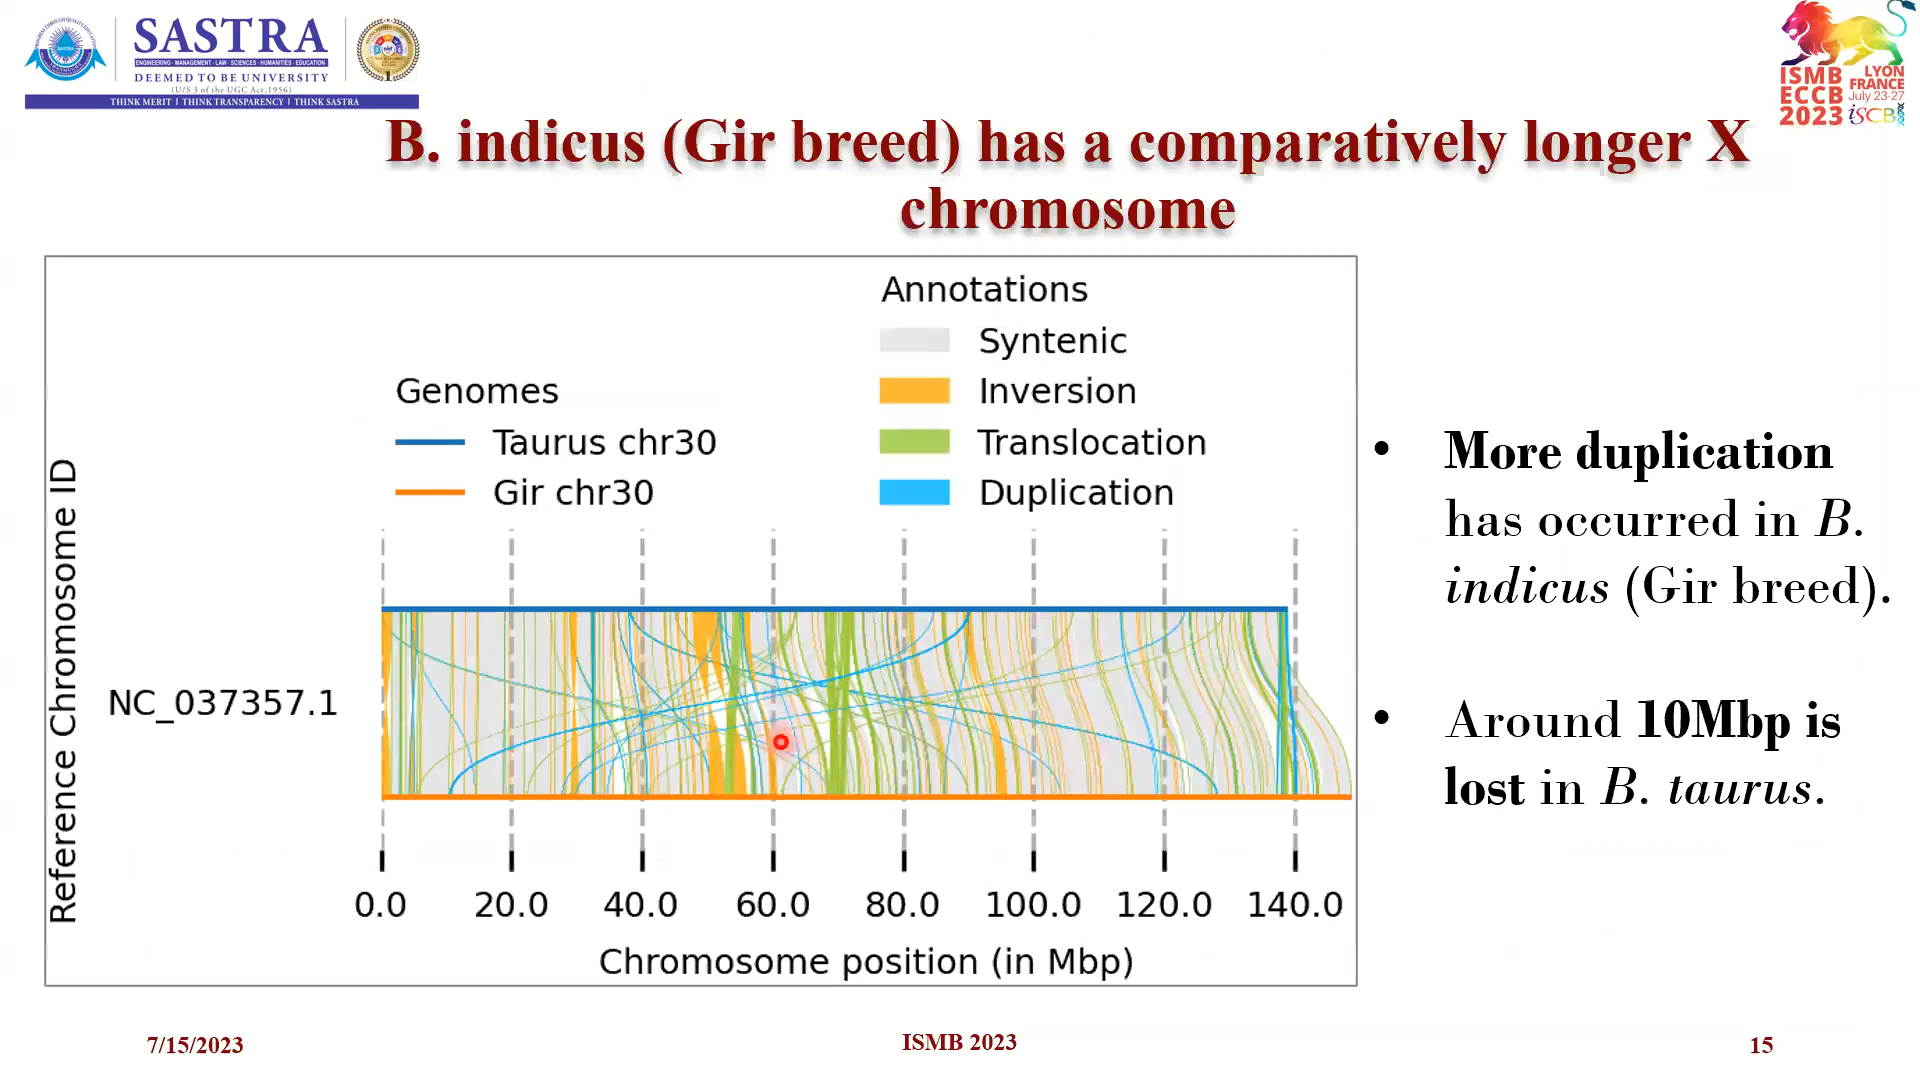 SASTRA
ENGINEERING · MANAGEMENT · LAW · SCIENCES · HUMANITIES · EDUCATION
DEEMED TO BE UNIVERSITY
(U/S 3 of the UGC Act, 1956)
THINK MERIT | THINK TRANSPARENCY | THINK SASTRA
ISMB
ECCB
2023
LYON
FRANCE
July 23-27
iSCB
B. indicus (Gir breed) has a comparatively longer X
chromosome
Annotations
Syntenic
Inversion
Translocation
Duplication
Genomes
Taurus chr30
Gir chr30
Reference Chromosome ID
NC_037357.1
0.0 20.0 40.0 60.0 80.0 100.0 120.0 140.0
Chromosome position (in Mbp)
• More duplication
has occurred in B.
indicus (Gir breed).
• Around 10Mbp is
lost in B. taurus.
7/15/2023
ISMB 2023
15